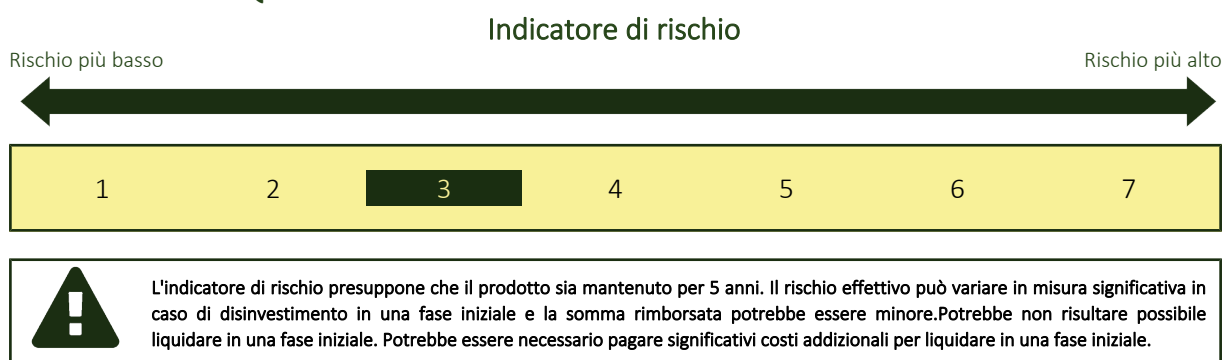 Indicatore di rischio
Rischio più basso Rischio più alto
1 2 3 4 5 6 7
L'indicatore di rischio presuppone che il prodotto sia mantenuto per 5 anni. Il rischio effettivo può variare in misura significativa in
caso di disinvestimento in una fase iniziale e la somma rimborsata potrebbe essere minore.Potrebbe non risultare possibile
liquidare in una fase iniziale. Potrebbe essere necessario pagare significativi costi addizionali per liquidare in una fase iniziale.